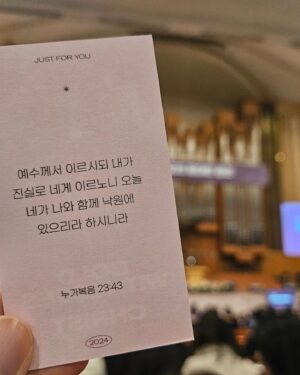 JUST FOR YOU
예수께서 이르시되 내가
진실로 네게 이르노니 오늘
네가 나와 함께 낙원에
있으리라 하시니라
누가복음 23:43
2024